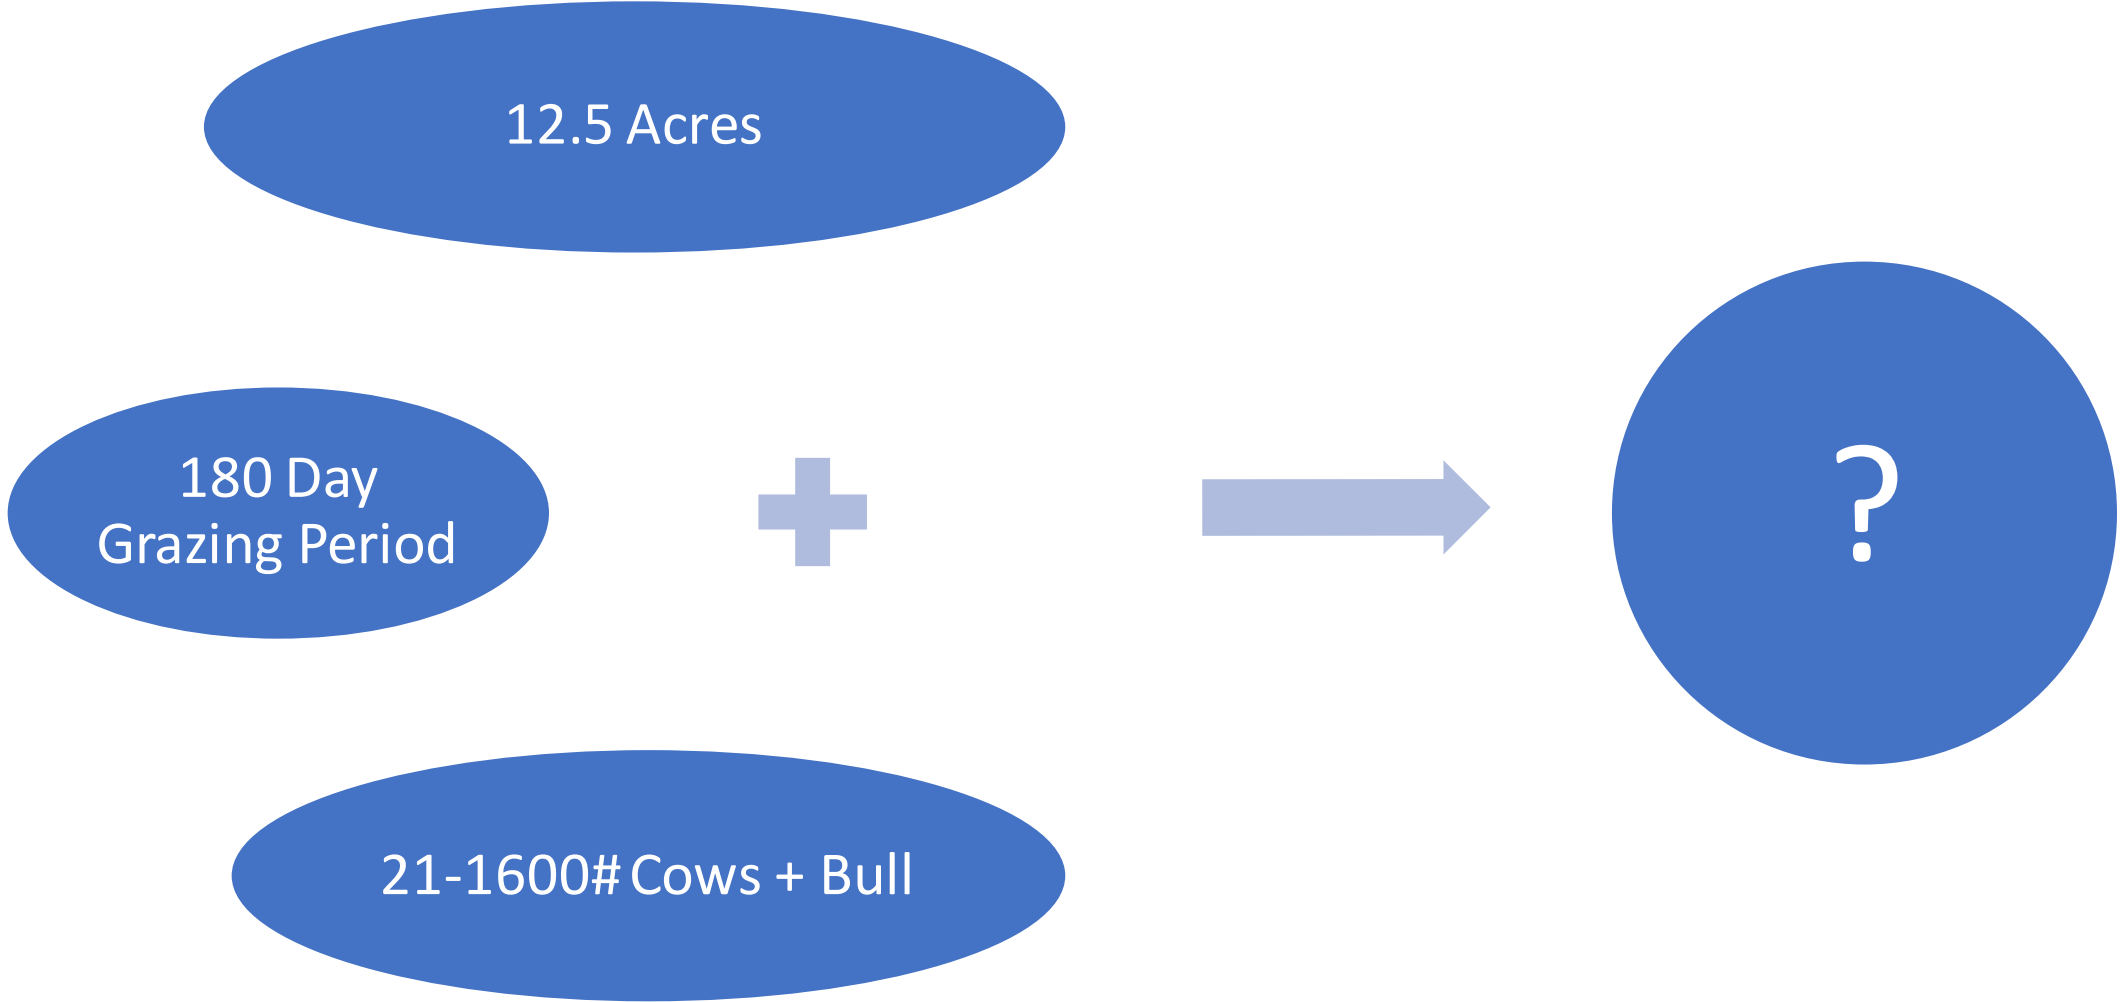 12.5 Acres
180 Day
Grazing Period
21-1600# Cows + Bull
?